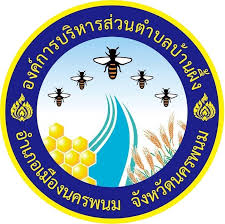 องค์การบริหารส่วนตำบลบ้านผึ้ง
อำเภอเมืองนครพนม จังหวัดนครพนม